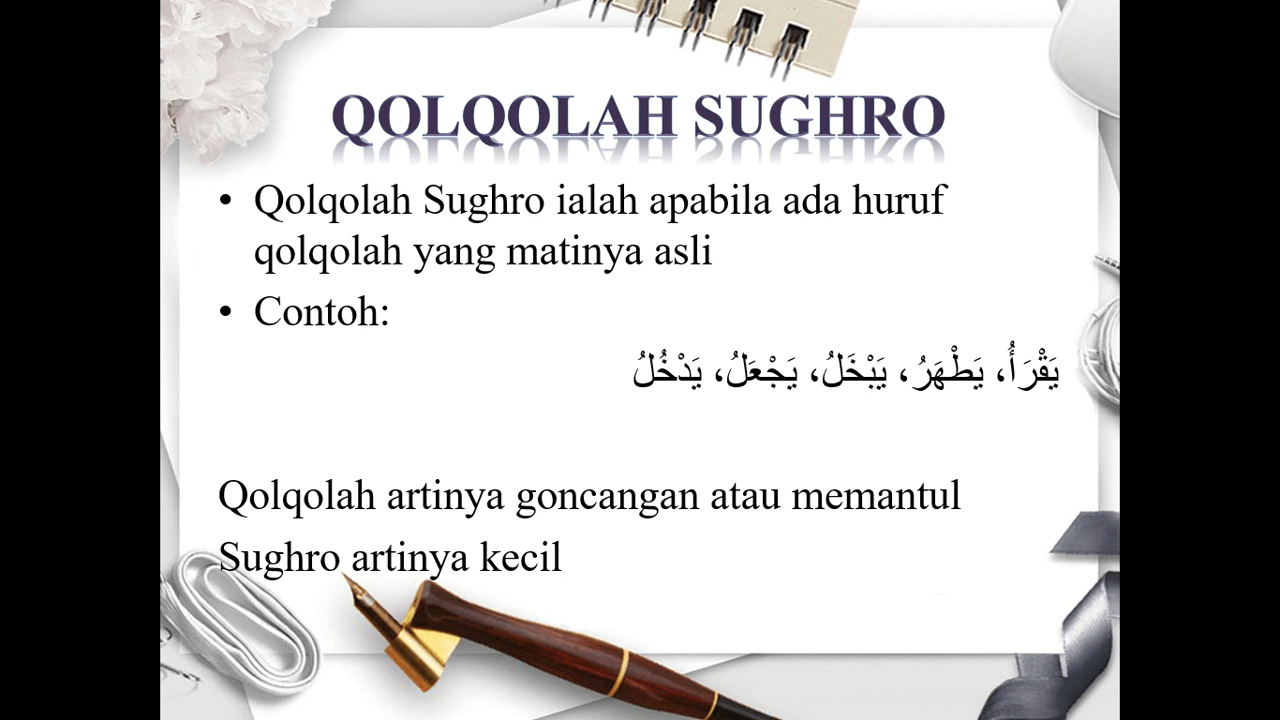 QOLQOLAH SUGHRO
• Qolqolah Sughro ialah apabila ada huruf
qolqolah yang matinya asli
• Contoh:
يَقْرَأُ، يَطْهَرُ، يَبْخَلُ، يَجْعَلُ، يَدْخُلُ
Qolqolah artinya goncangan atau memantul
Sughro artinya kecil